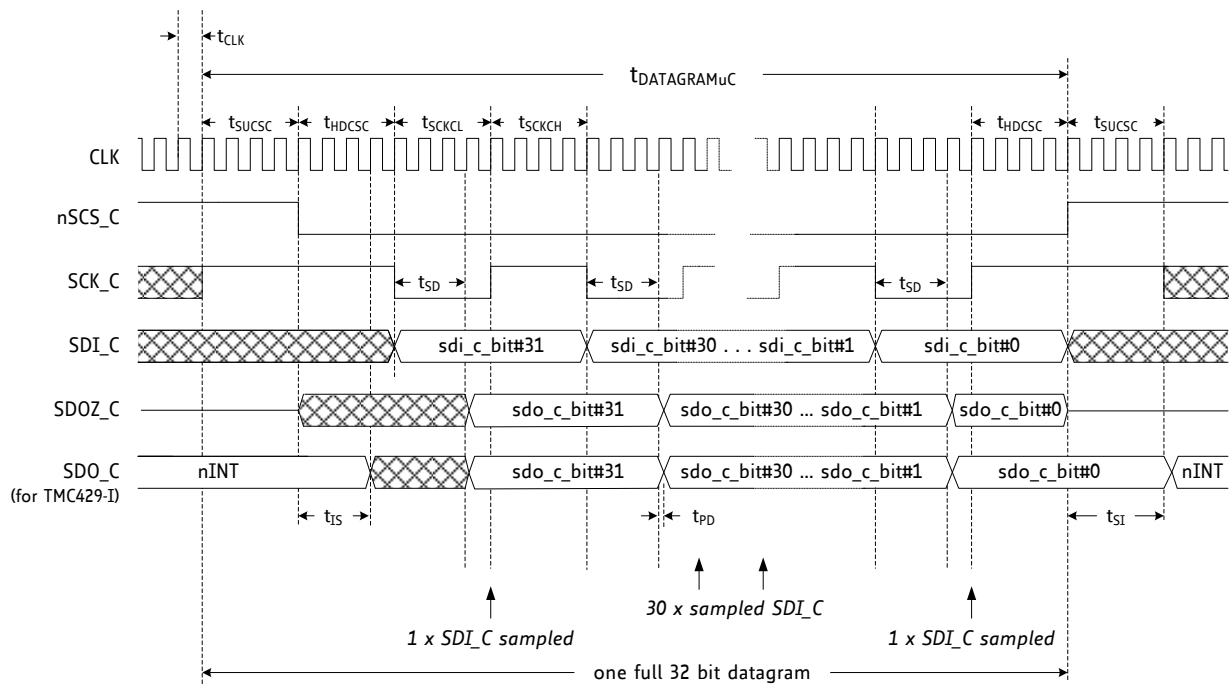 tCLK
tDATAGRAMuC
tSUCSC tHDCSC tSCKCL tSCKCH tHDCSC tSUCSC
CLK
nSCS_C
SCK_C tSD tSD tSD
SDI_C sdi_c_bit#31 sdi_c_bit#30 . . . sdi_c_bit#1 sdi_c_bit#0
SDOZ_C sdo_c_bit#31 sdo_c_bit#30 ... sdo_c_bit#1 sdo_c_bit#0
SDO_C nINT sdo_c_bit#31 sdo_c_bit#30 ... sdo_c_bit#1 sdo_c_bit#0 nINT
(for TMC429-I)
tIS tPD tSI
30 x sampled SDI_C
1 x SDI_C sampled 1 x SDI_C sampled
one full 32 bit datagram